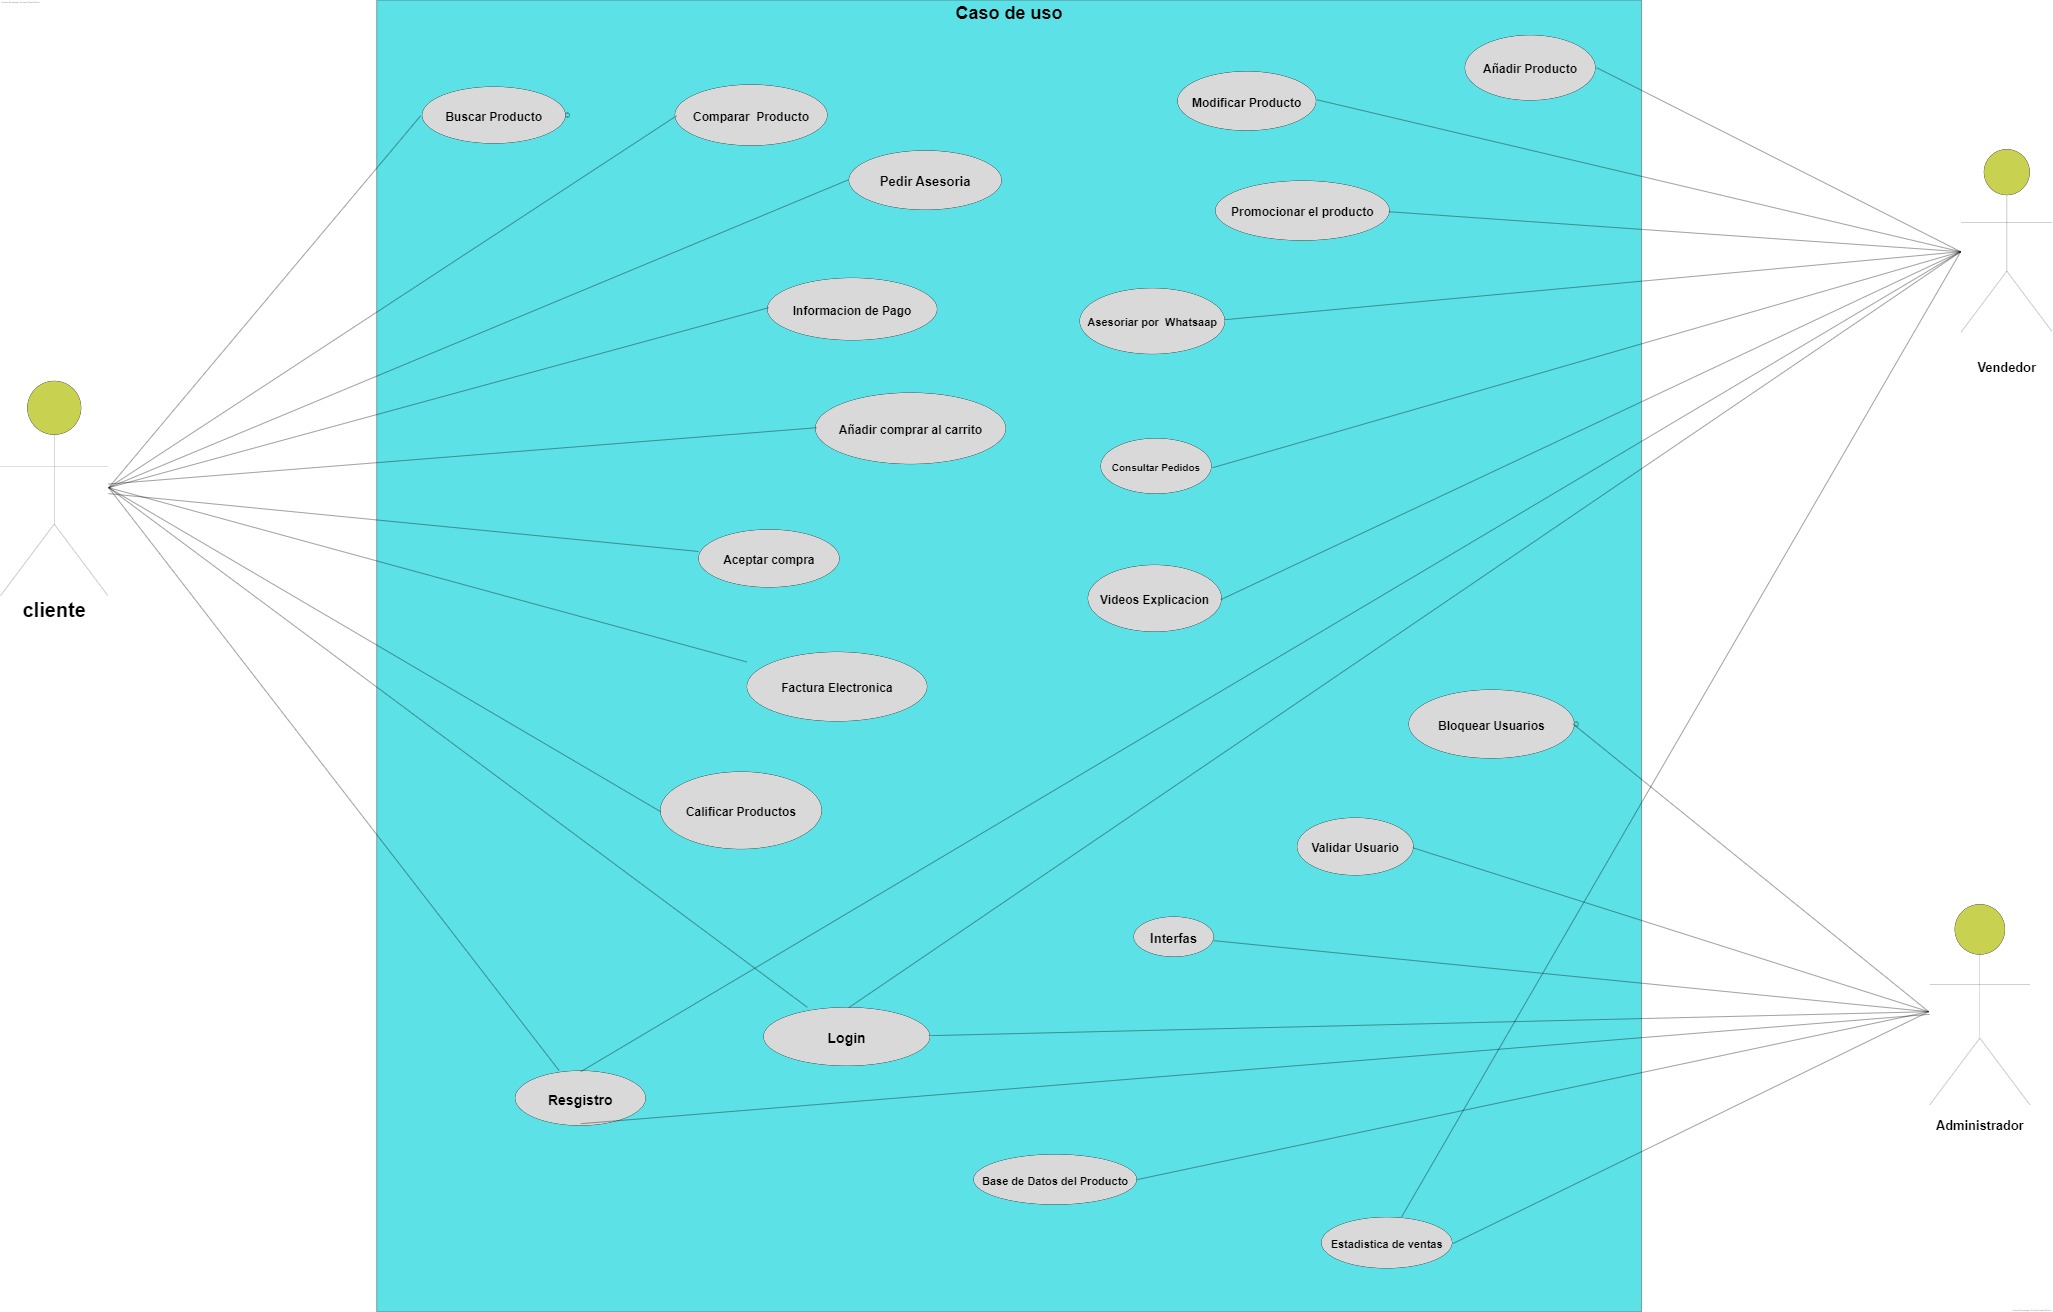 Caso de uso
Añadir Producto
Modificar Producto
Buscar Producto
Comparar  Producto
Pedir Asesoria
Promocionar el producto
Informacion de Pago
Asesoriar por  Whatsaap
Vendedor
Añadir comprar al carrito
Consultar Pedidos
Aceptar compra
Videos Explicacion
cliente
Factura Electronica
Bloquear Usuarios
Calificar Productos
Validar Usuario
Interfas
Login
Resgistro
Administrador
Base de Datos del Producto
Estadistica de ventas